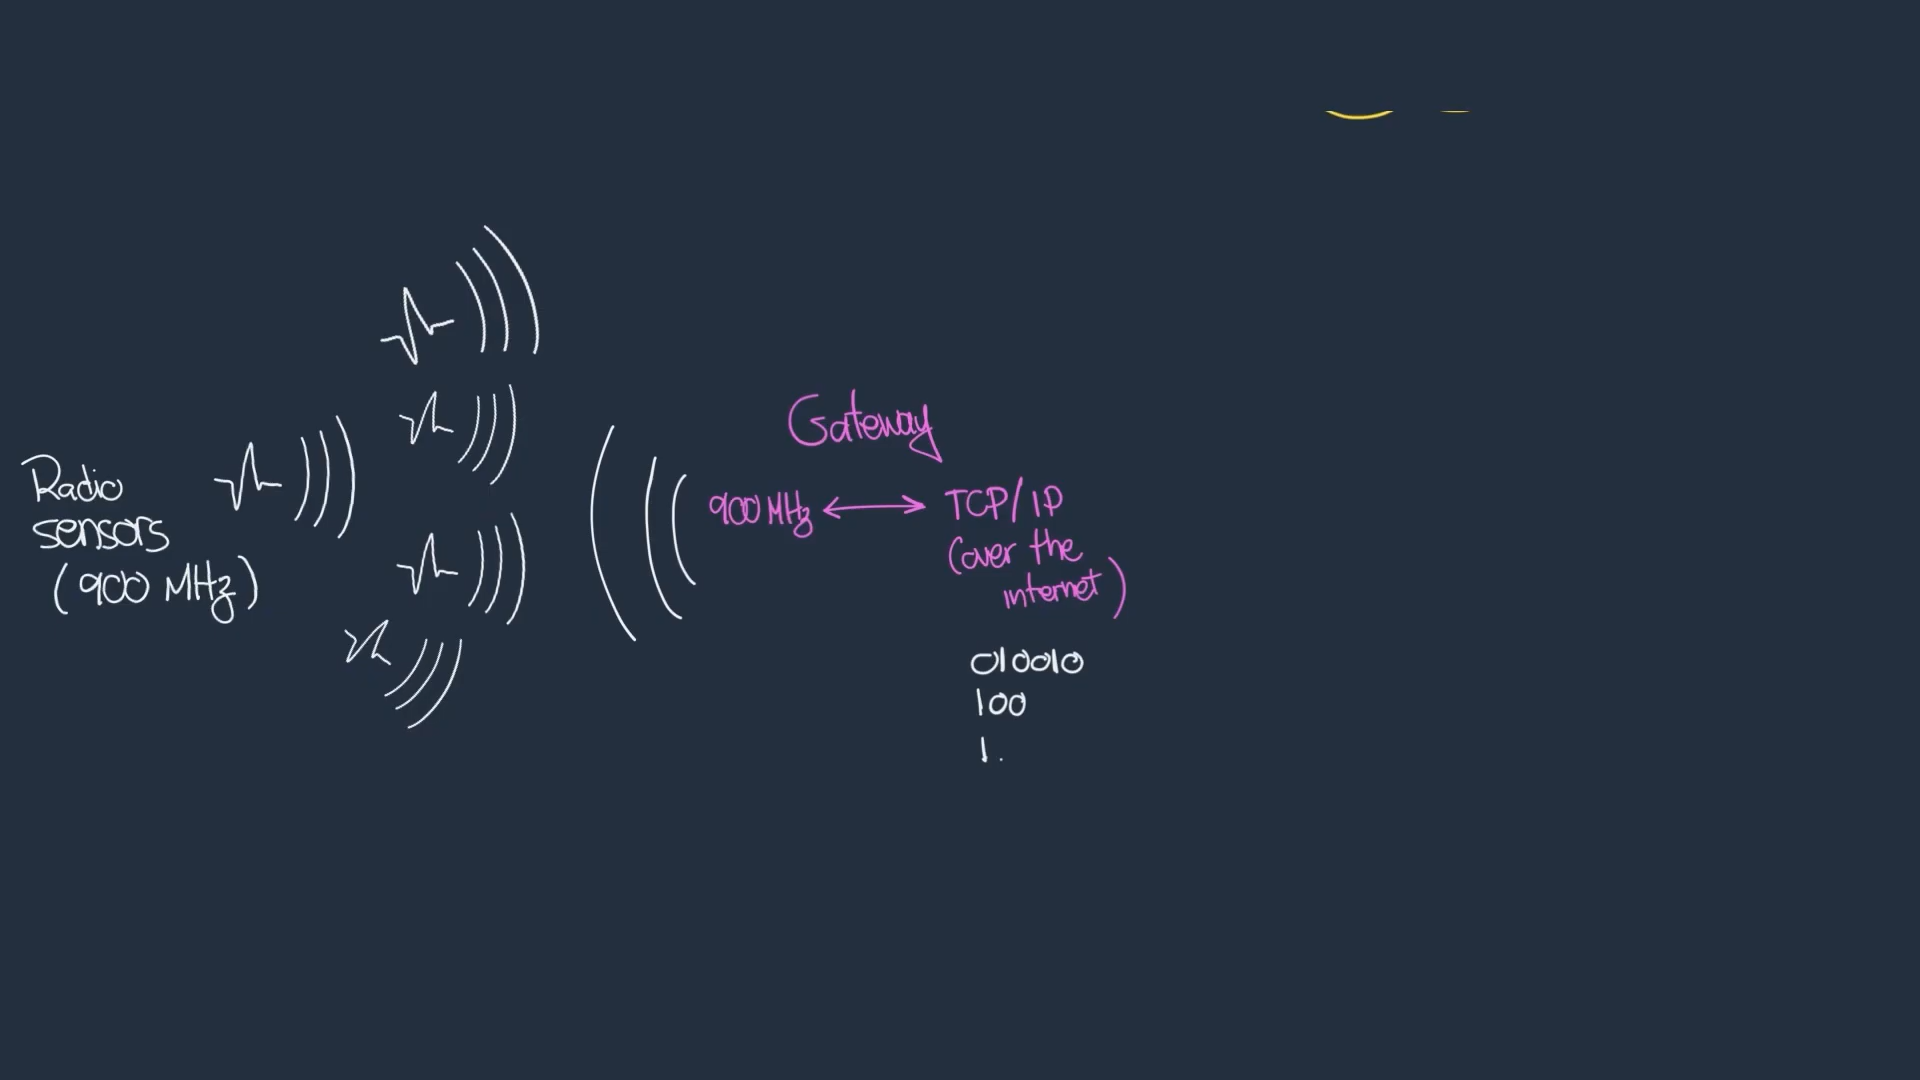 Radio
sensors
(900 MHz)
Gateway
900 MHz
TCP/IP
(over the
internet)
010010
100
1.